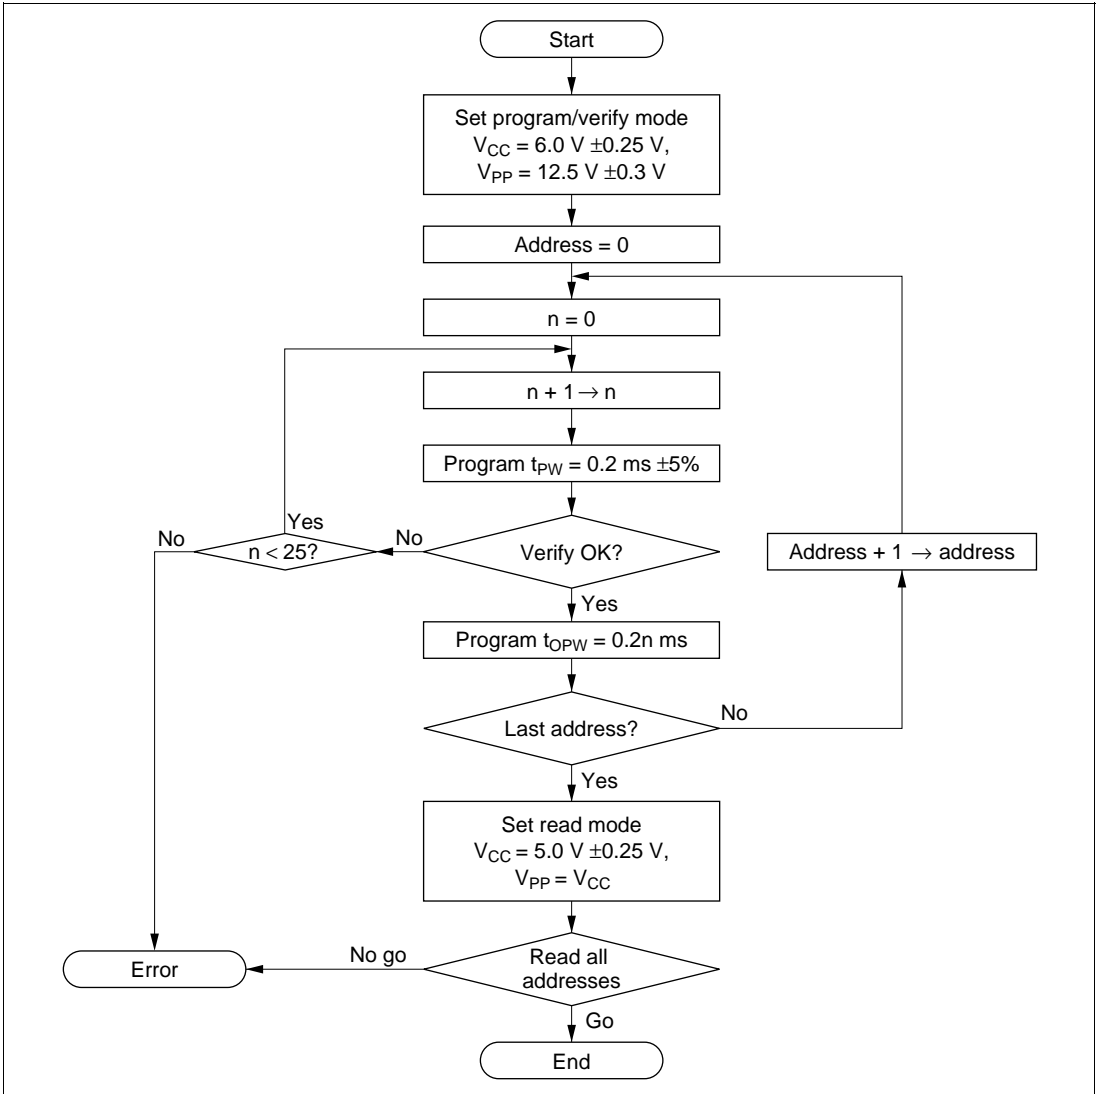 Start
Set program/verify mode
VCC = 6.0 V ±0.25 V,
VPP = 12.5 V ±0.3 V
Address = 0
n = 0
n + 1 → n
Program tPW = 0.2 ms ±5%
Verify OK?
No
n < 25?
Yes
No
Address + 1 → address
Yes
Program tOPW = 0.2n ms
Last address?
No
Yes
Set read mode
VCC = 5.0 V ±0.25 V,
VPP = VCC
Read all
addresses
No go
Error
Go
End